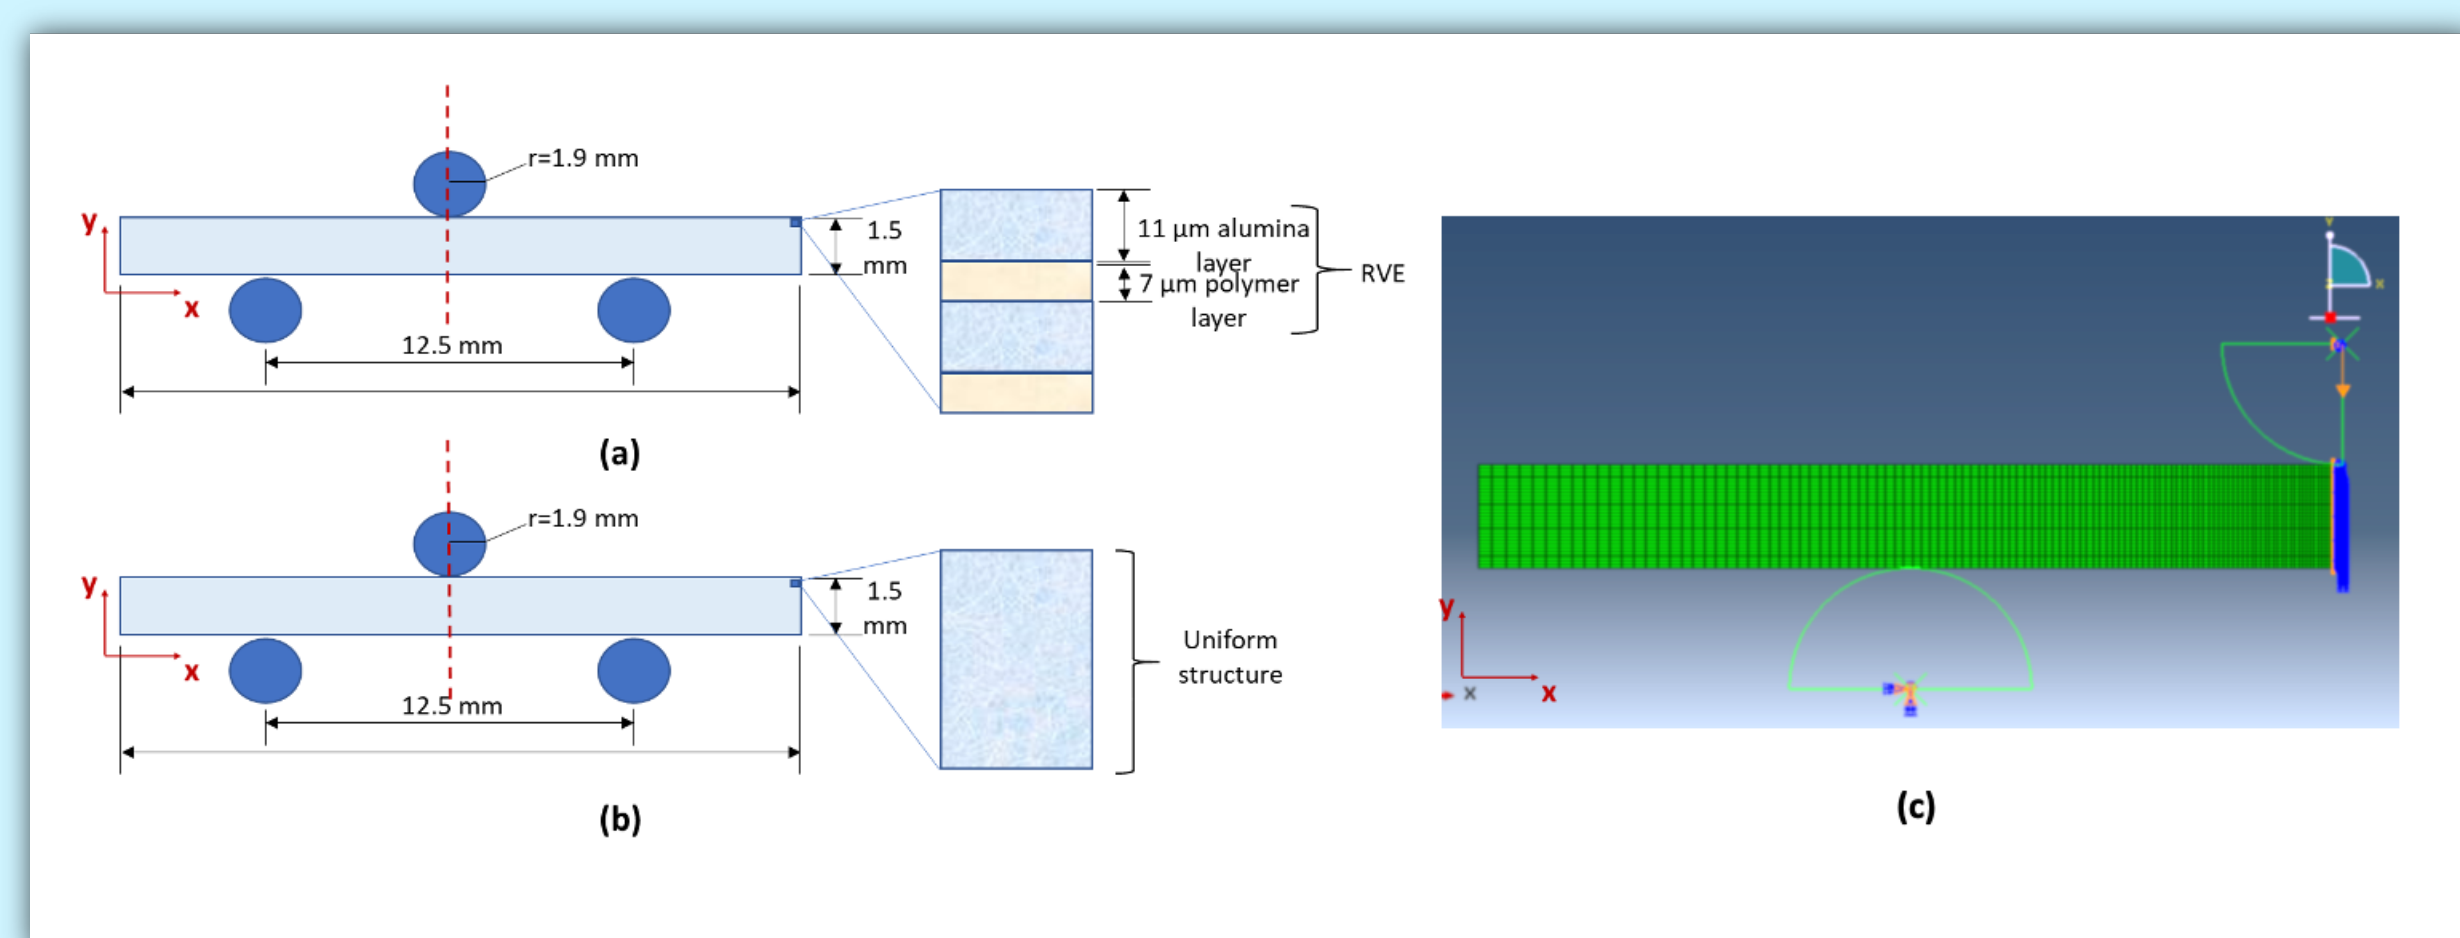 r=1.9 mm
y
1.5
mm
x
12.5 mm
11 µm alumina
layer
7 µm polymer
layer
RVE
(a)
r=1.9 mm
y
1.5
mm
x
12.5 mm
Uniform
structure
(b)
Y
X
y
x
X
(c)